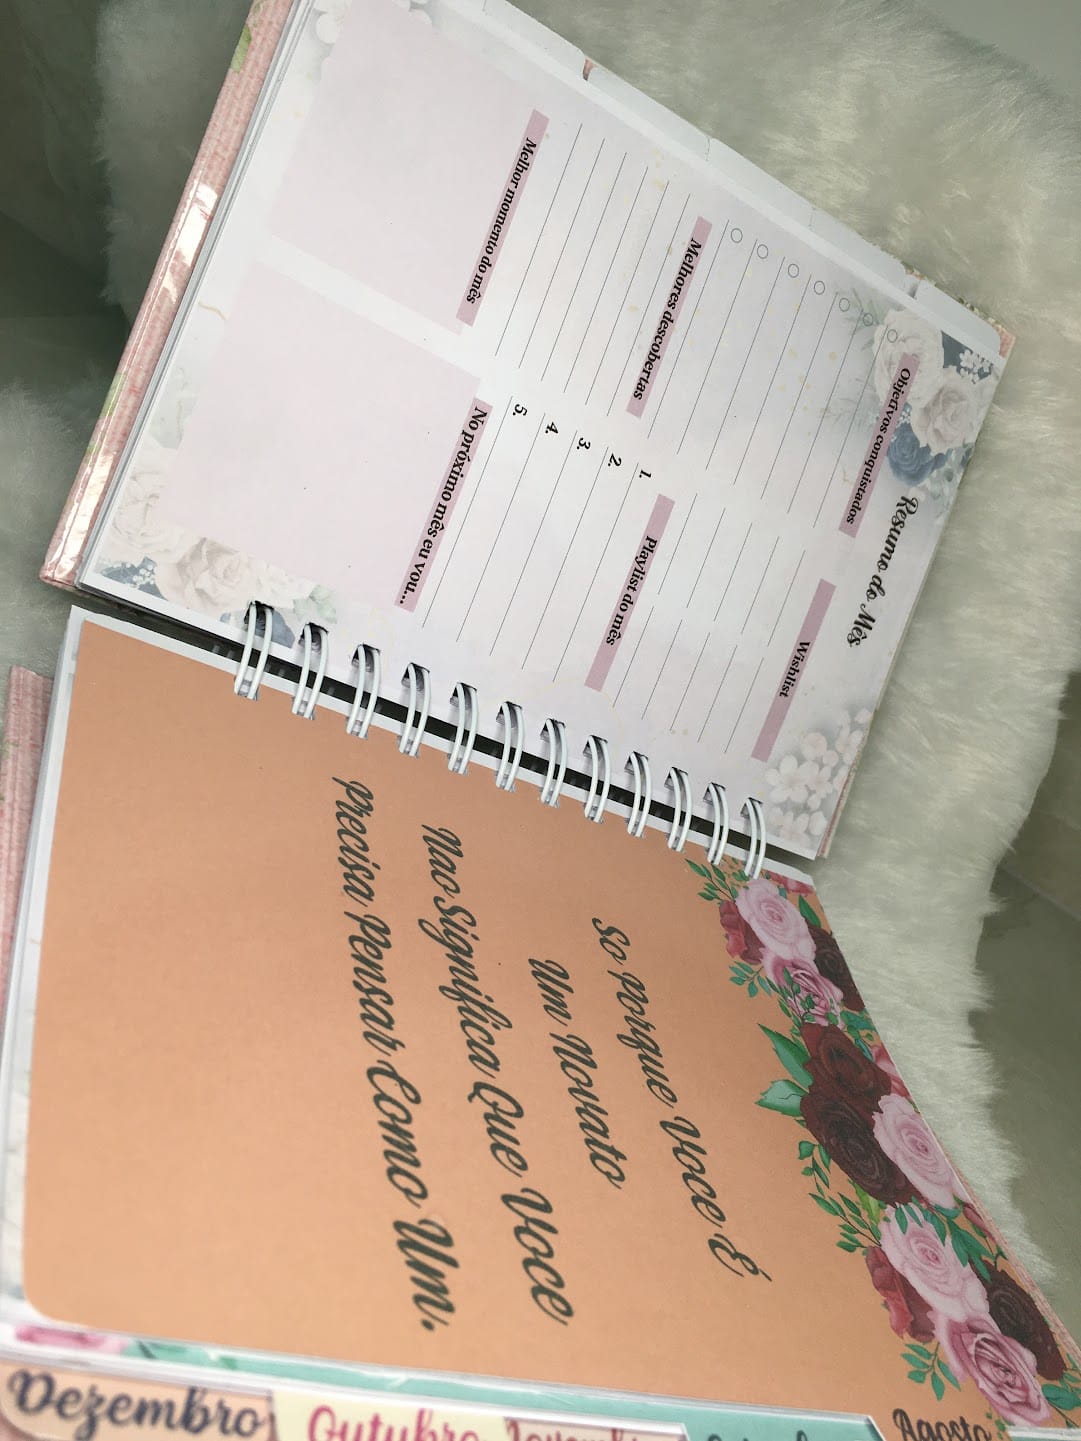 Resumo do Mês
Objetivos conquistados
Wishlist
Melhores descobertas
Playlist do mês
1.
2.
3.
4.
5.
Melhor momento do mês
No próximo mês eu vou...
So Porque Voce É
Um Novato
Nao Significa Que Voce
Precisa Pensar Como Um.
Agosto
Outubro
Dezembro